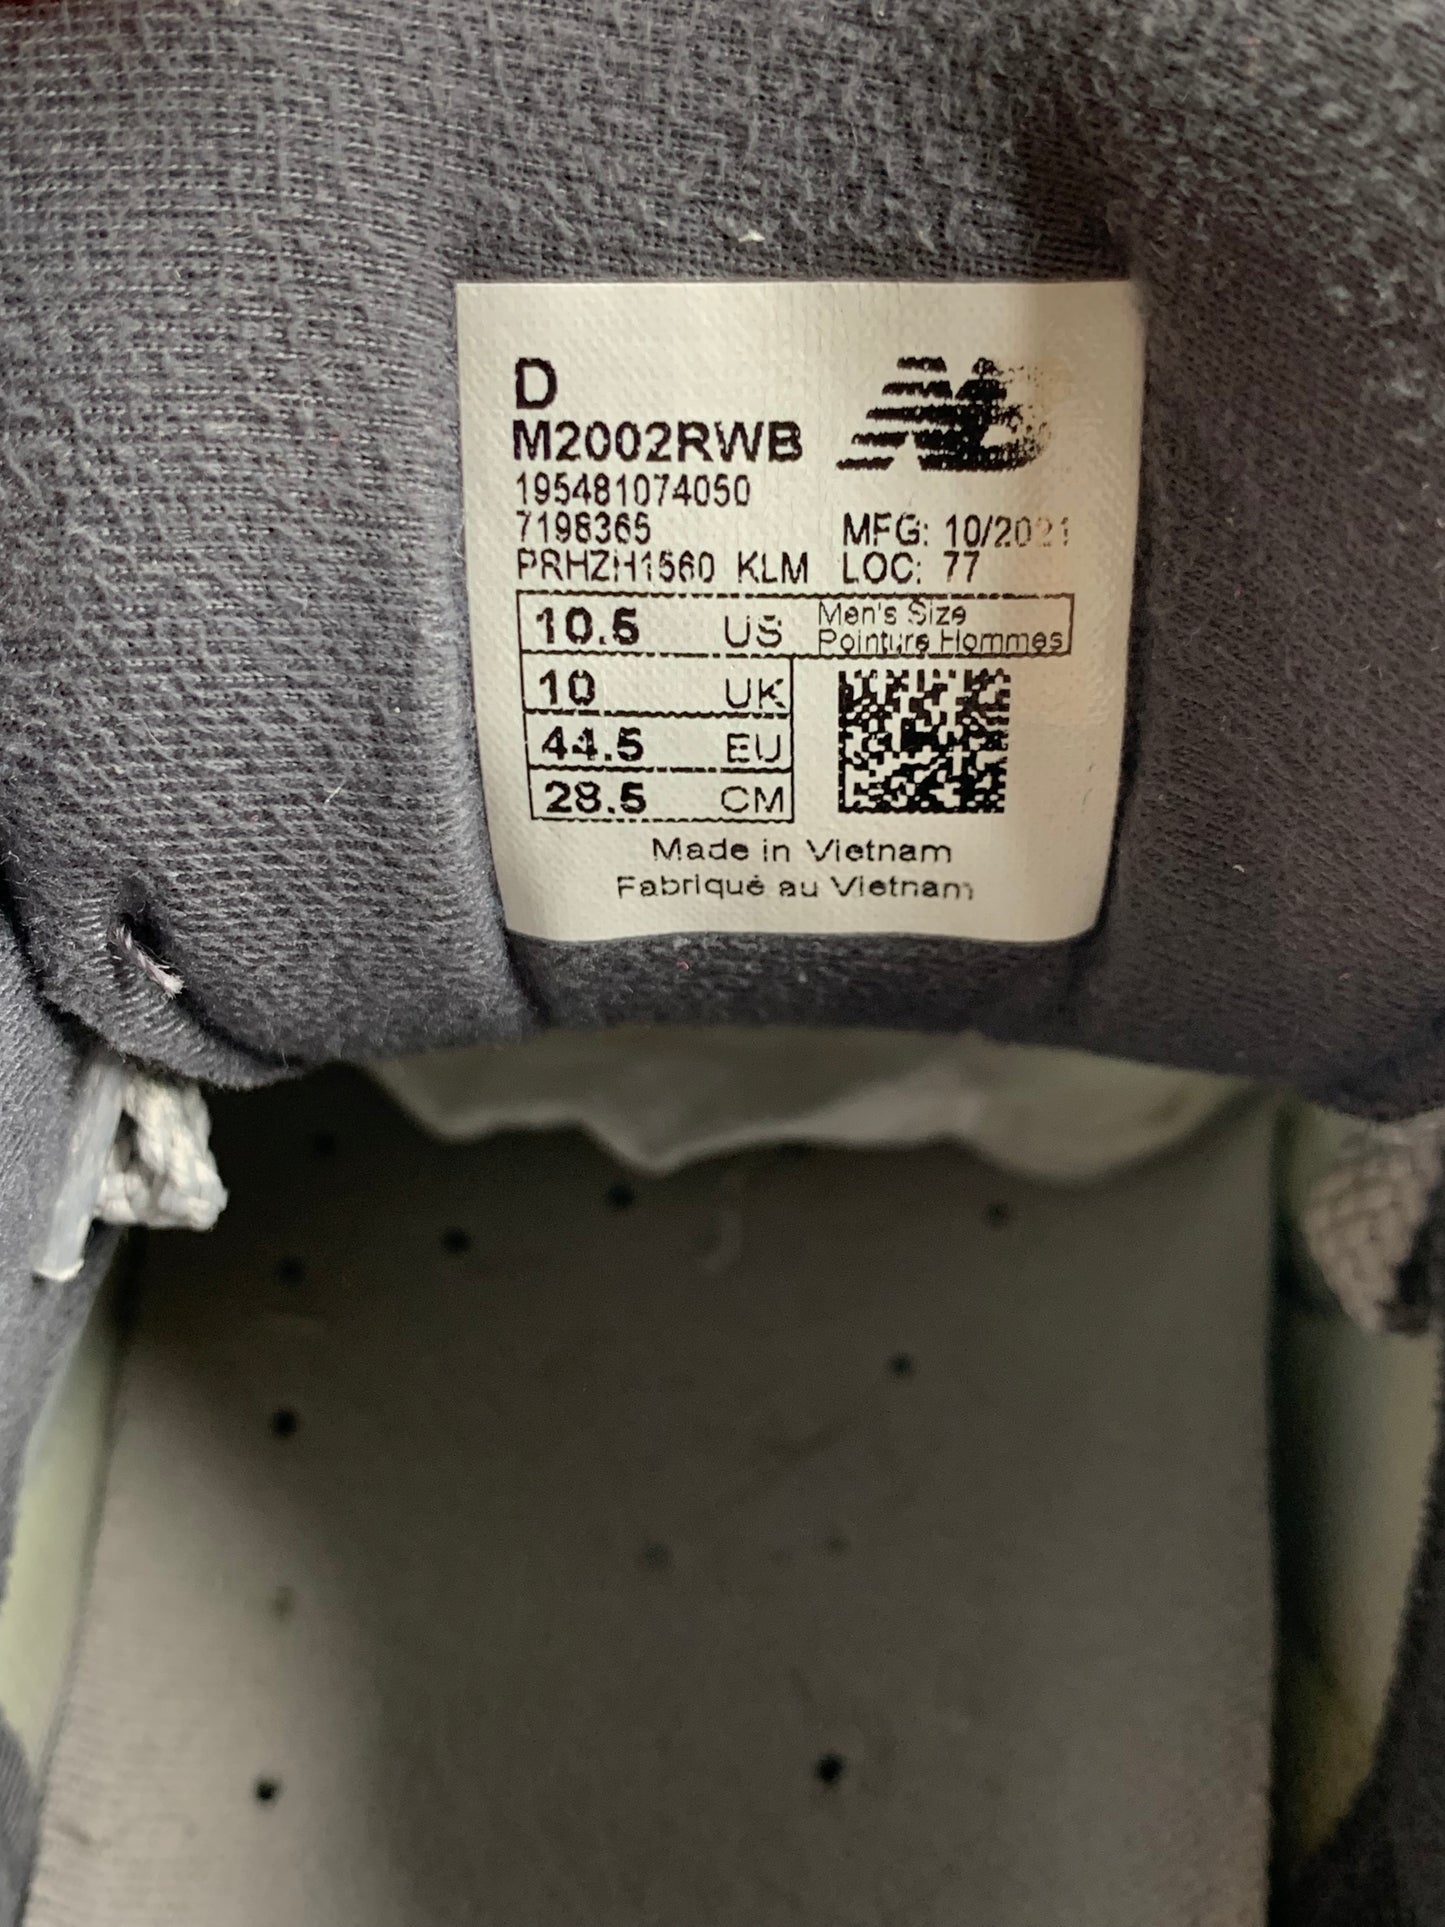 D
M2002RWB
195481074050
7198365 MFG: 10/2021
PRHZH1560 KLM LOC: 77
10.5 US Men's Size
Pointure Hommes
10 UK
44.5 EU
28.5 CM
Made in Vietnam
Fabriqué au Vietnam